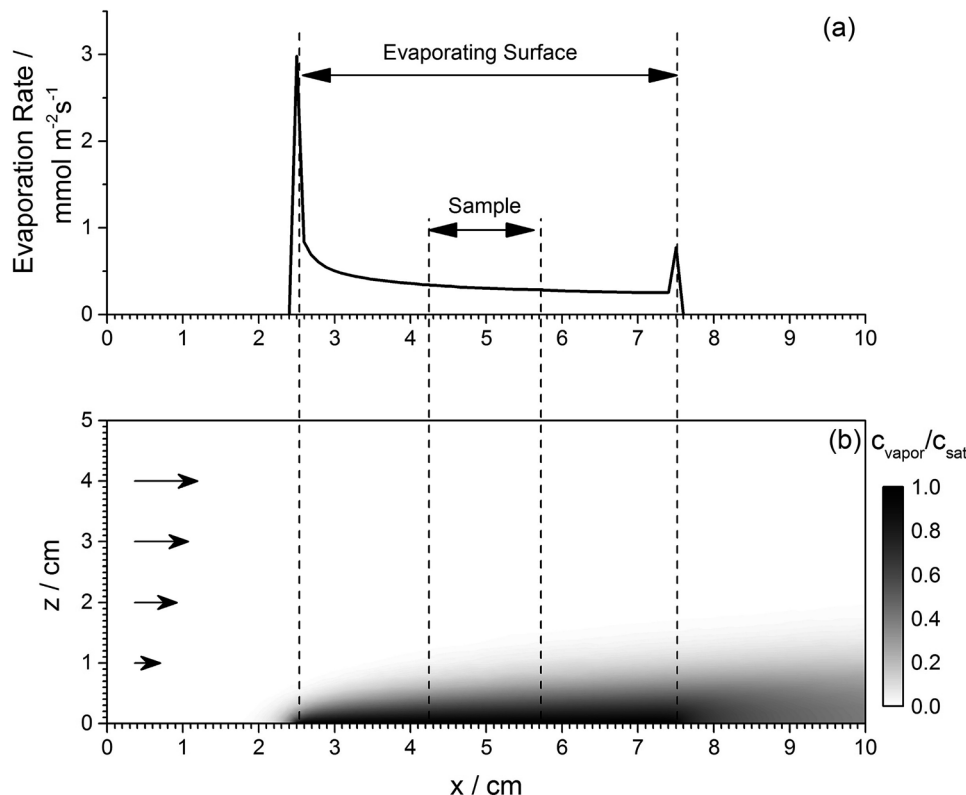 (a)
Evaporation Rate /
mmol m⁻²s⁻¹
3
2
1
0
Evaporating Surface
Sample
0 1 2 3 4 5 6 7 8 9 10
(b)
c_vapor/c_sat
5
4
3
2
1
0
z / cm
1.0
0.8
0.6
0.4
0.2
0.0
0 1 2 3 4 5 6 7 8 9 10
x / cm